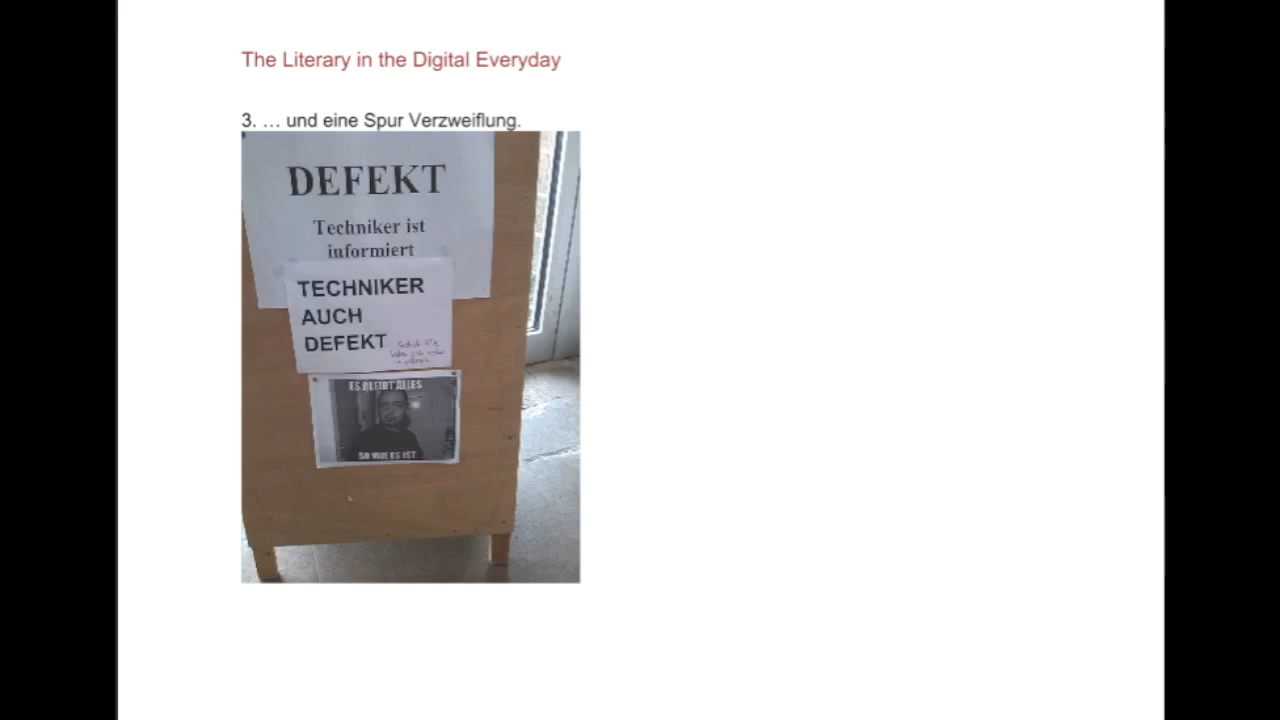 The Literary in the Digital Everyday
3. … und eine Spur Verzweiflung.
DEFEKT
Techniker ist
informiert
TECHNIKER
AUCH
DEFEKT
ES BLEIBT ALLES
SO WIE ES IST